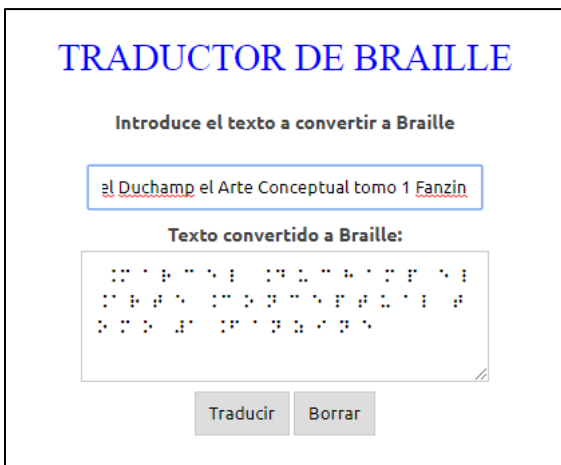 TRADUCTOR DE BRAILLE
Introduce el texto a convertir a Braille
el Duchamp el Arte Conceptual tomo 1 Fanzin
Texto convertido a Braille:
⠨⠍⠁⠗⠉⠑⠇ ⠨⠙⠥⠉⠓⠁⠍⠏ ⠑⠇
⠨⠁⠗⠞⠑ ⠨⠉⠕⠝⠉⠑⠏⠞⠥⠁⠇ ⠞
⠕⠍⠕ ⠼⠁ ⠨⠋⠁⠝⠵⠊⠝⠑
Traducir Borrar